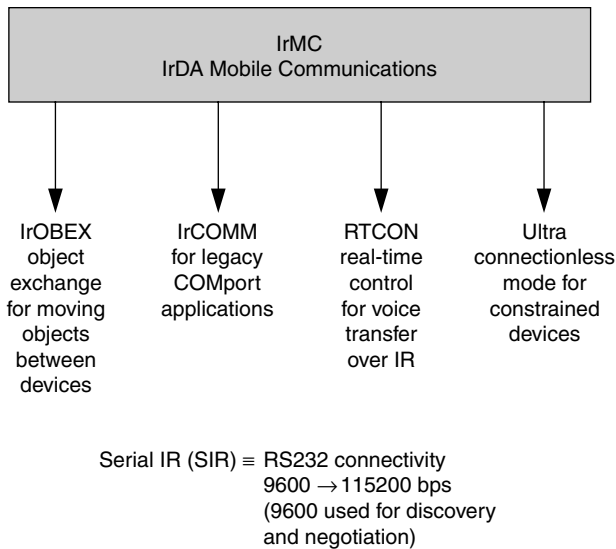 IrMC
IrDA Mobile Communications
IrOBEX
object
exchange
for moving
objects
between
devices
IrCOMM
for legacy
COMport
applications
RTCON
real-time
control
for voice
transfer
over IR
Ultra
connectionless
mode for
constrained
devices
Serial IR (SIR) ≡ RS232 connectivity
9600 → 115200 bps
(9600 used for discovery
and negotiation)